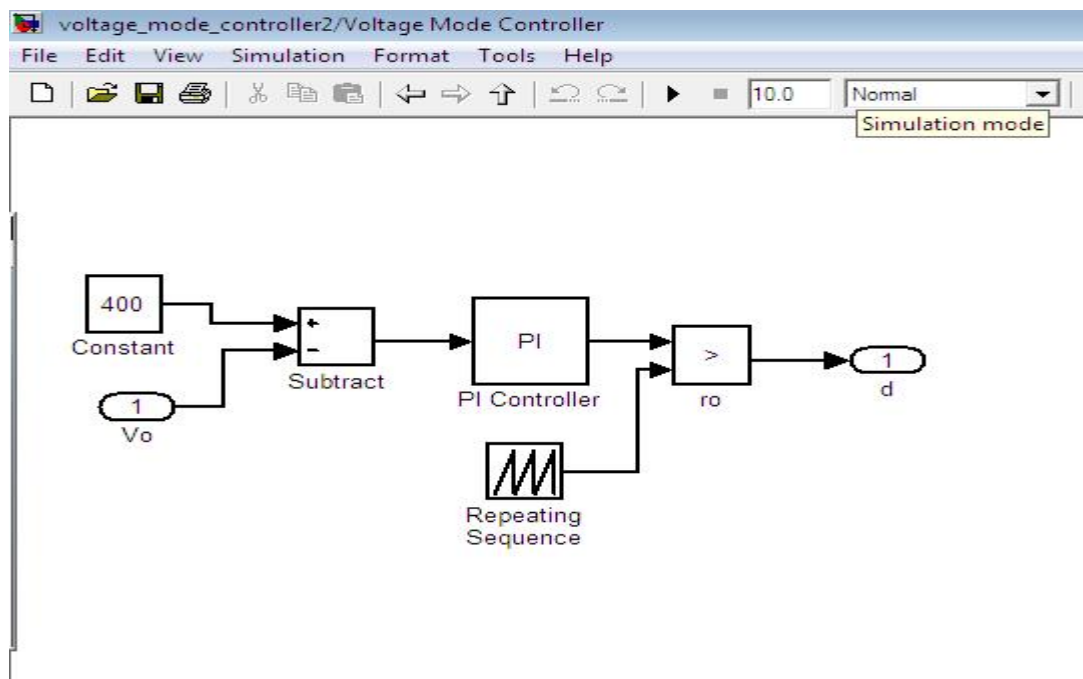 voltage_mode_controller2/Voltage Mode Controller
File Edit View Simulation Format Tools Help
10.0 Normal
Simulation mode
400
Constant
+
−
Subtract
PI
PI Controller
>
ro
1
d
1
Vo
Repeating
Sequence